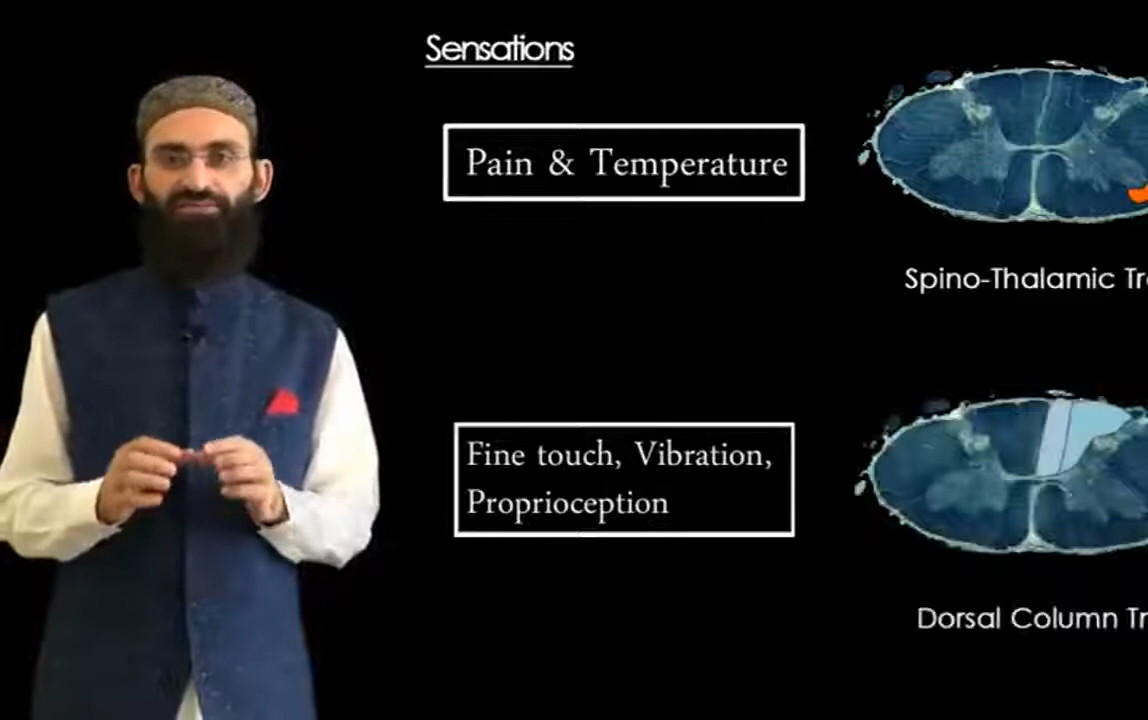 Sensations
Pain & Temperature
Spino-Thalamic
Fine touch, Vibration,
Proprioception
Dorsal Column